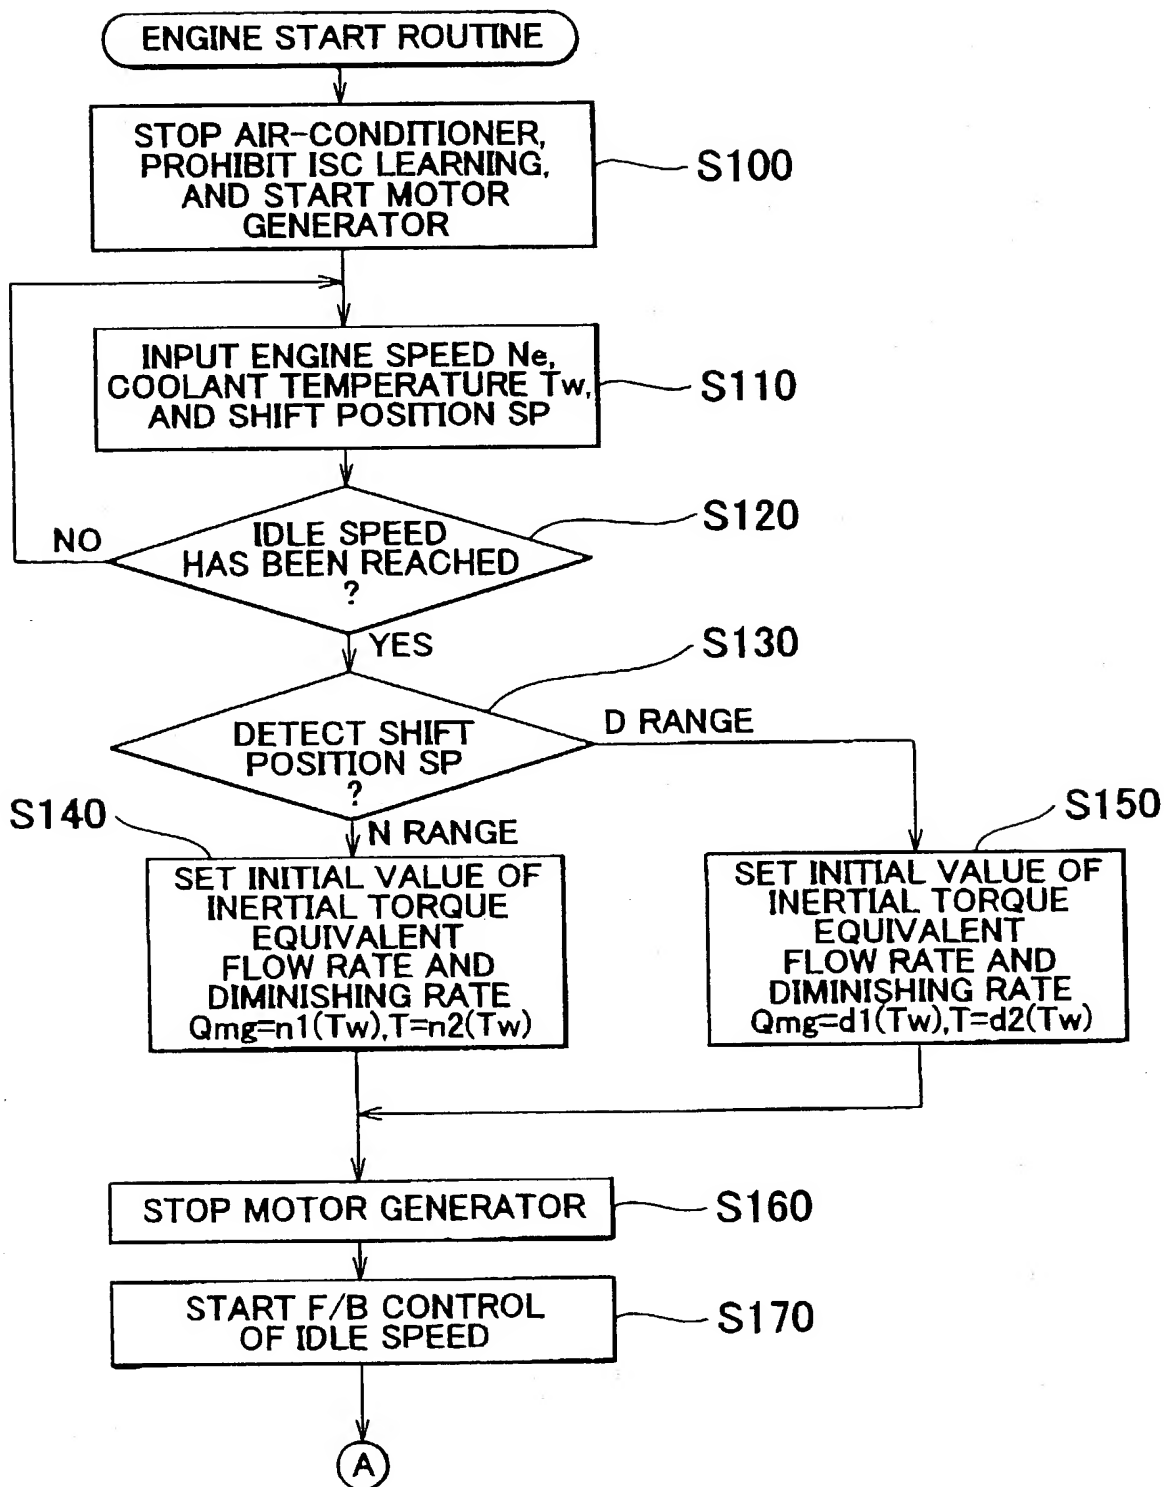 ENGINE START ROUTINE
STOP AIR-CONDITIONER,
PROHIBIT ISC LEARNING,
AND START MOTOR
GENERATOR
S100
INPUT ENGINE SPEED Ne,
COOLANT TEMPERATURE Tw,
AND SHIFT POSITION SP
S110
IDLE SPEED
HAS BEEN REACHED
?
S120
NO
YES
DETECT SHIFT
POSITION SP
?
S130
D RANGE
N RANGE
S140
SET INITIAL VALUE OF
INERTIAL TORQUE
EQUIVALENT
FLOW RATE AND
DIMINISHING RATE
Qmg=n1(Tw),T=n2(Tw)
S150
SET INITIAL VALUE OF
INERTIAL TORQUE
EQUIVALENT
FLOW RATE AND
DIMINISHING RATE
Qmg=d1(Tw),T=d2(Tw)
STOP MOTOR GENERATOR
S160
START F/B CONTROL
OF IDLE SPEED
S170
A